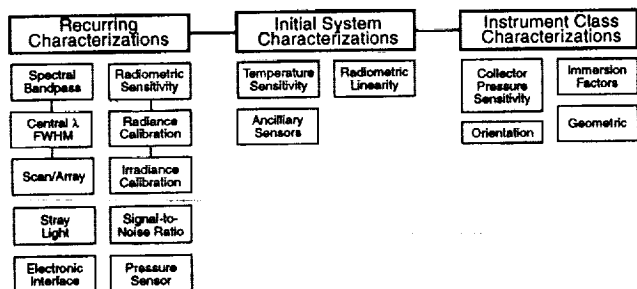 Recurring
Characterizations
Initial System
Characterizations
Instrument Class
Characterizations
Spectral
Bandpass
Radiometric
Sensitivity
Central λ
FWHM
Radiance
Calibration
Scan/Array
Irradiance
Calibration
Stray
Light
Signal-to-
Noise Ratio
Electronic
Interface
Pressure
Sensor
Temperature
Sensitivity
Radiometric
Linearity
Ancilliary
Sensors
Collector
Pressure
Sensitivity
Immersion
Factors
Orientation
Geometric